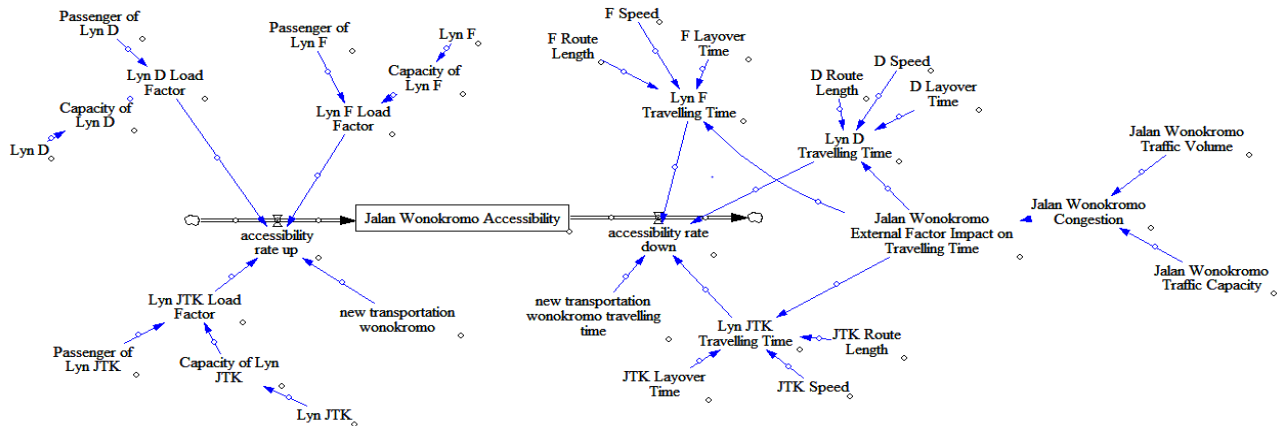 Passenger of
Lyn D
Lyn D Load
Factor
Capacity of
Lyn D
Lyn D
Passenger of
Lyn F
Lyn F
Capacity of
Lyn F
Lyn F Load
Factor
F Speed
F Route
Length
F Layover
Time
Lyn F
Travelling Time
D Speed
D Route
Length
D Layover
Time
Lyn D
Travelling Time
Jalan Wonokromo
Traffic Volume
Jalan Wonokromo
Congestion
Jalan Wonokromo
Traffic Capacity
Jalan Wonokromo
External Factor Impact on
Travelling Time
Jalan Wonokromo Accessibility
accessibility
rate up
accessibility rate
down
Lyn JTK Load
Factor
new transportation
wonokromo
Passenger of
Lyn JTK
Capacity of Lyn
JTK
Lyn JTK
new transportation
wonokromo travelling
time
Lyn JTK
Travelling Time
JTK Route
Length
JTK Layover
Time
JTK Speed